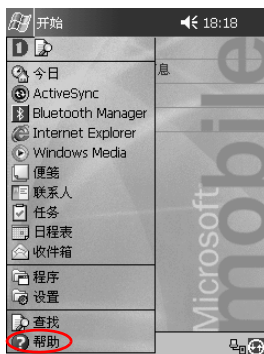 开始 18:18
息
今日
ActiveSync
Bluetooth Manager
Internet Explorer
Windows Media
便笺
联系人
任务
日程表
收件箱
程序
设置
查找
帮助
Microsoft
mobile